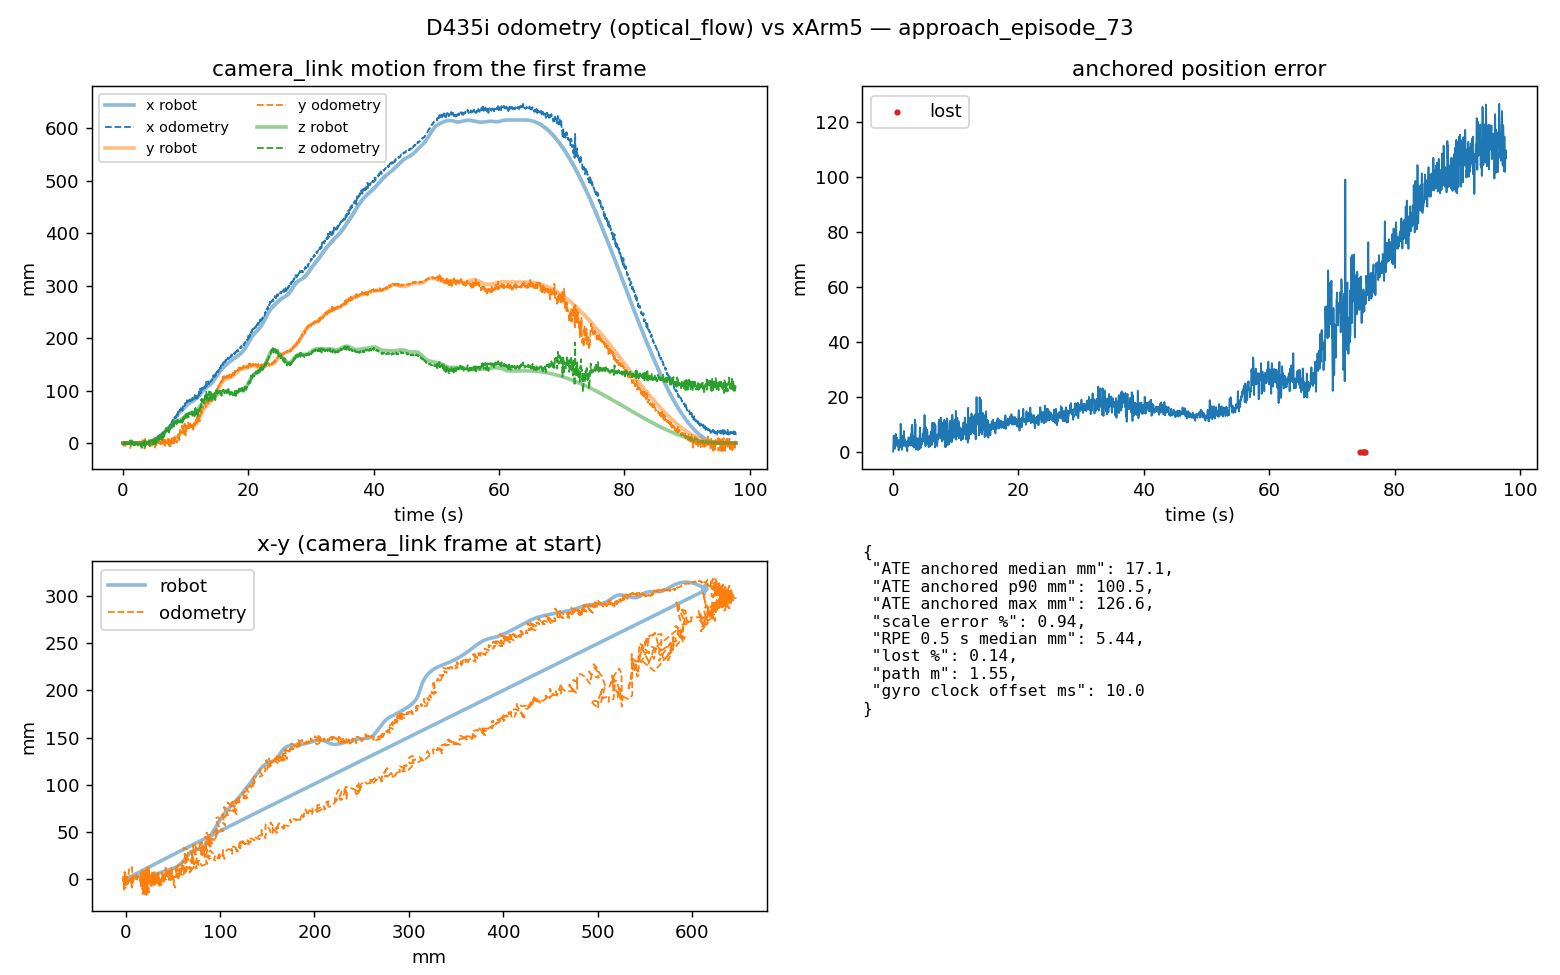 D435i odometry (optical_flow) vs xArm5 — approach_episode_73
camera_link motion from the first frame
x robot
x odometry
y robot
y odometry
z robot
z odometry
600
500
400
300
200
100
0
mm
0 20 40 60 80 100
time (s)
anchored position error
lost
120
100
80
60
40
20
0
mm
0 20 40 60 80 100
time (s)
x-y (camera_link frame at start)
robot
odometry
300
250
200
150
100
50
0
mm
0 100 200 300 400 500 600
mm
{
"ATE anchored median mm": 17.1,
"ATE anchored p90 mm": 100.5,
"ATE anchored max mm": 126.6,
"scale error %": 0.94,
"RPE 0.5 s median mm": 5.44,
"lost %": 0.14,
"path m": 1.55,
"gyro clock offset ms": 10.0
}